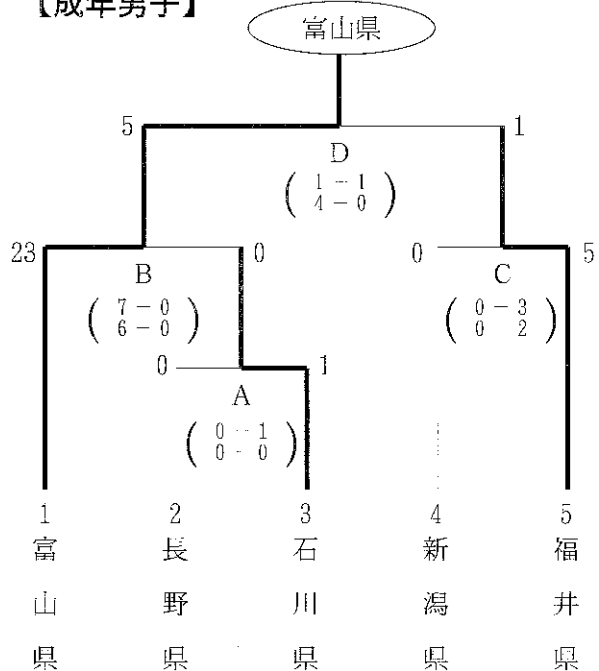 【成年男子】
富山県
5 1
D
1 - 1
4 - 0
23 0 0 5
B C
7 - 0 0 - 3
6 - 0 0 2
0 1
A
0 - 1
0 - 0
1 2 3 4 5
富山県 長野県 石川県 新潟県 福井県